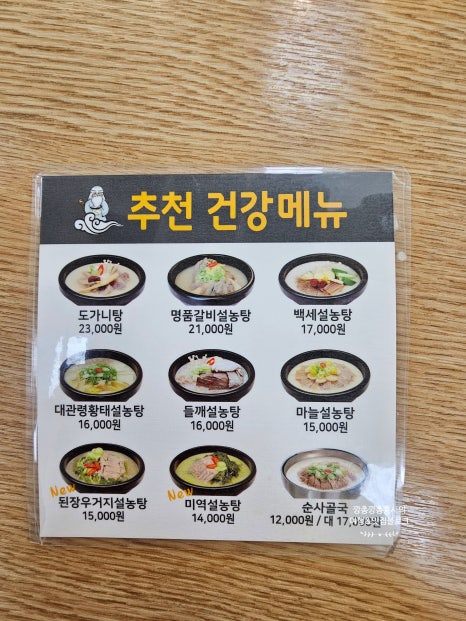 추천 건강메뉴
도가니탕
23,000원
명품갈비설농탕
21,000원
백세설농탕
17,000원
대관령황태설농탕
16,000원
들깨설농탕
16,000원
마늘설농탕
15,000원
New
된장우거지설농탕
15,000원
New
미역설농탕
14,000원
순사골국
12,000원 / 대 17,000원